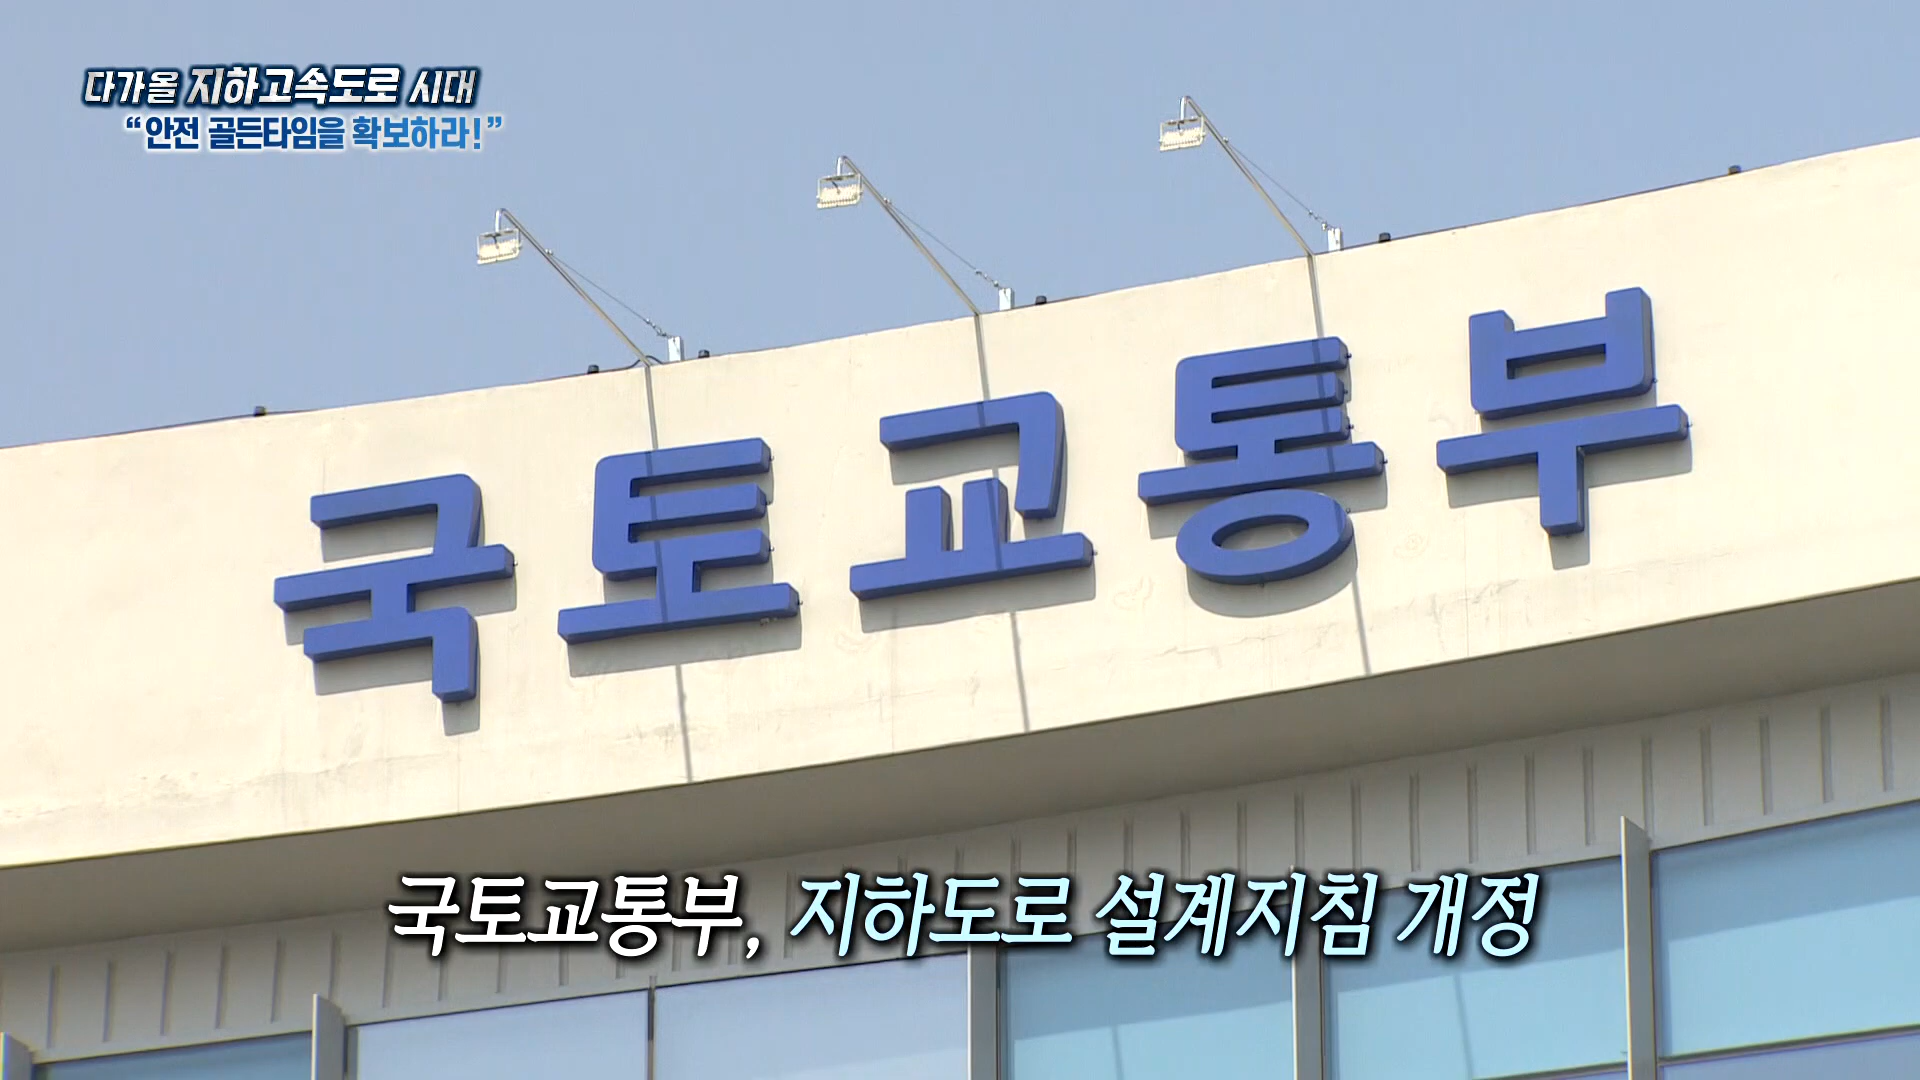 다가올 지하고속도로 시대
“안전 골든타임을 확보하라!”
국토교통부
국토교통부, 지하도로 설계지침 개정